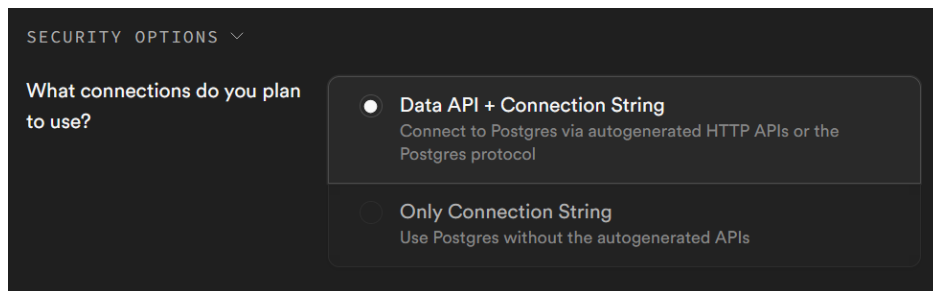 SECURITY OPTIONS
What connections do you plan
to use?
Data API + Connection String
Connect to Postgres via autogenerated HTTP APIs or the
Postgres protocol
Only Connection String
Use Postgres without the autogenerated APIs